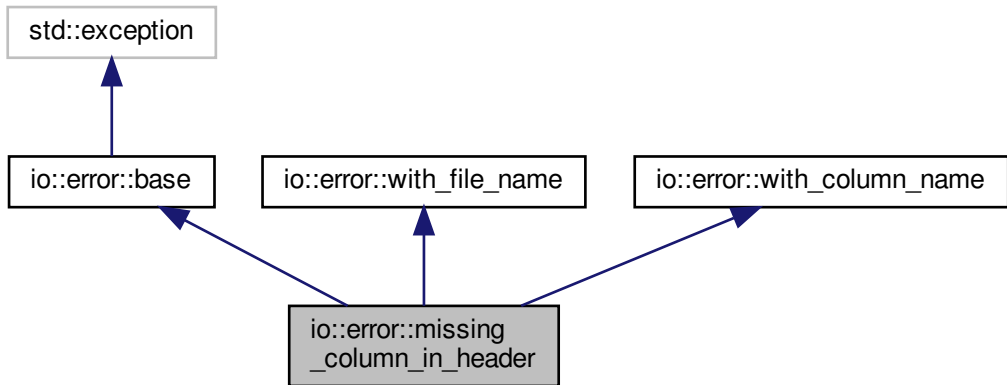 std::exception
io::error::base
io::error::with_file_name
io::error::with_column_name
io::error::missing
_column_in_header